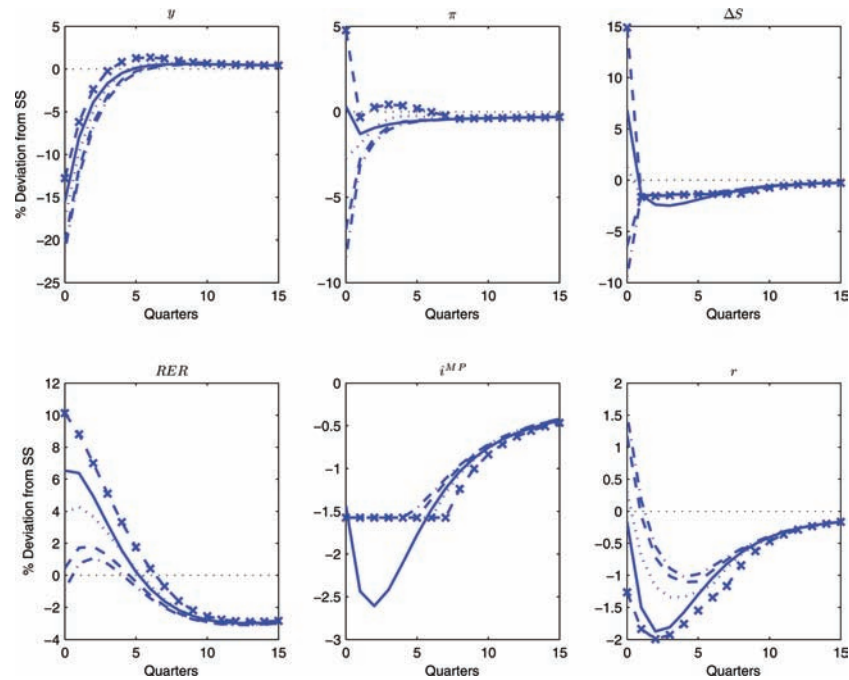 y π ΔS
5 0 −5 −10 −15 −20 −25
% Deviation from SS
0 5 10 15
Quarters
5 0 −5 −10
0 5 10 15
Quarters
15 10 5 0 −5 −10
0 5 10 15
Quarters
RER i^{MP} r
12 10 8 6 4 2 0 −2 −4
% Deviation from SS
0 5 10 15
Quarters
0 −0.5 −1 −1.5 −2 −2.5 −3
0 5 10 15
Quarters
2 1.5 1 0.5 0 −0.5 −1 −1.5 −2
0 5 10 15
Quarters